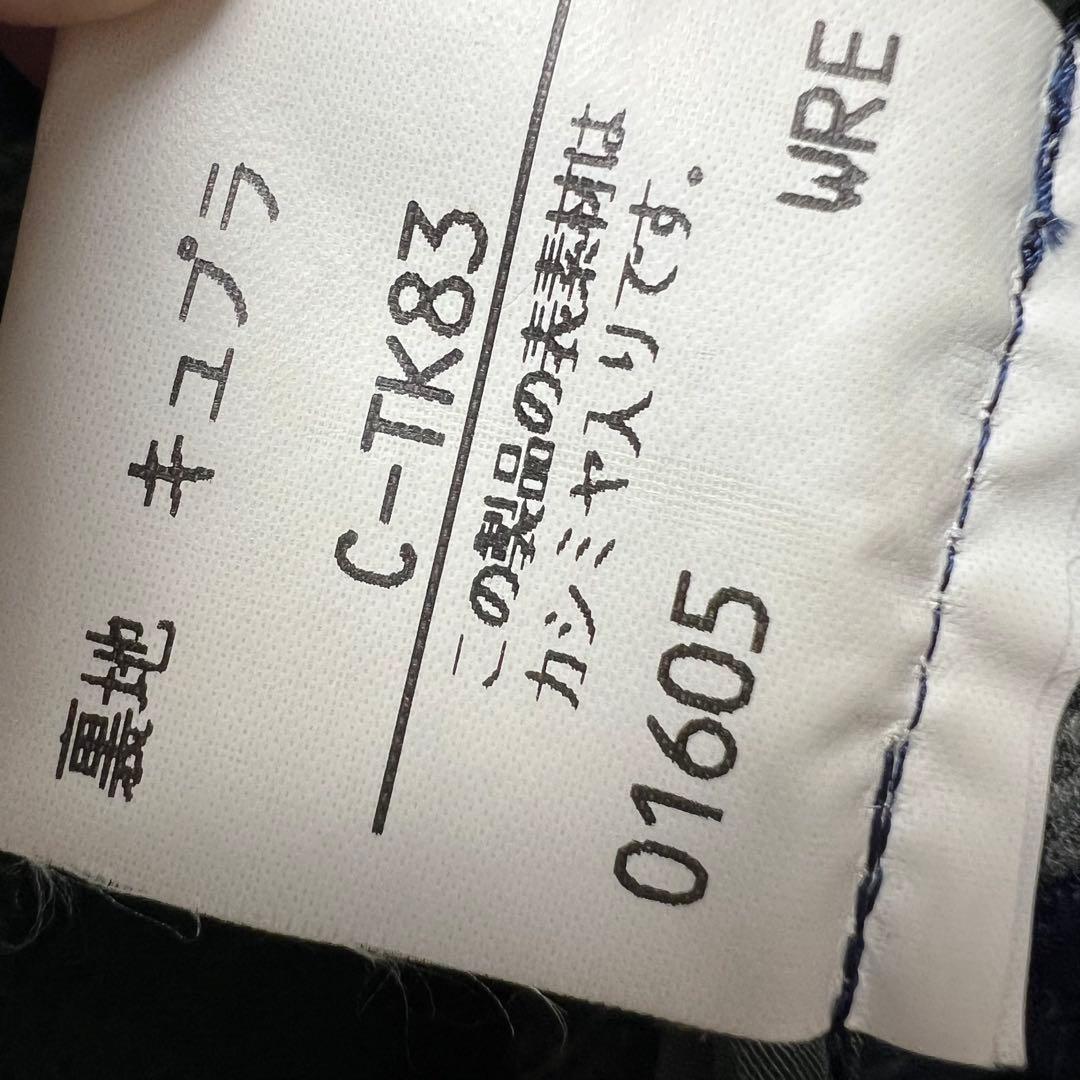 裏地 キュプラ
C-TK83
この製品の表素材は
カシミヤ入りです.
01605 WRE